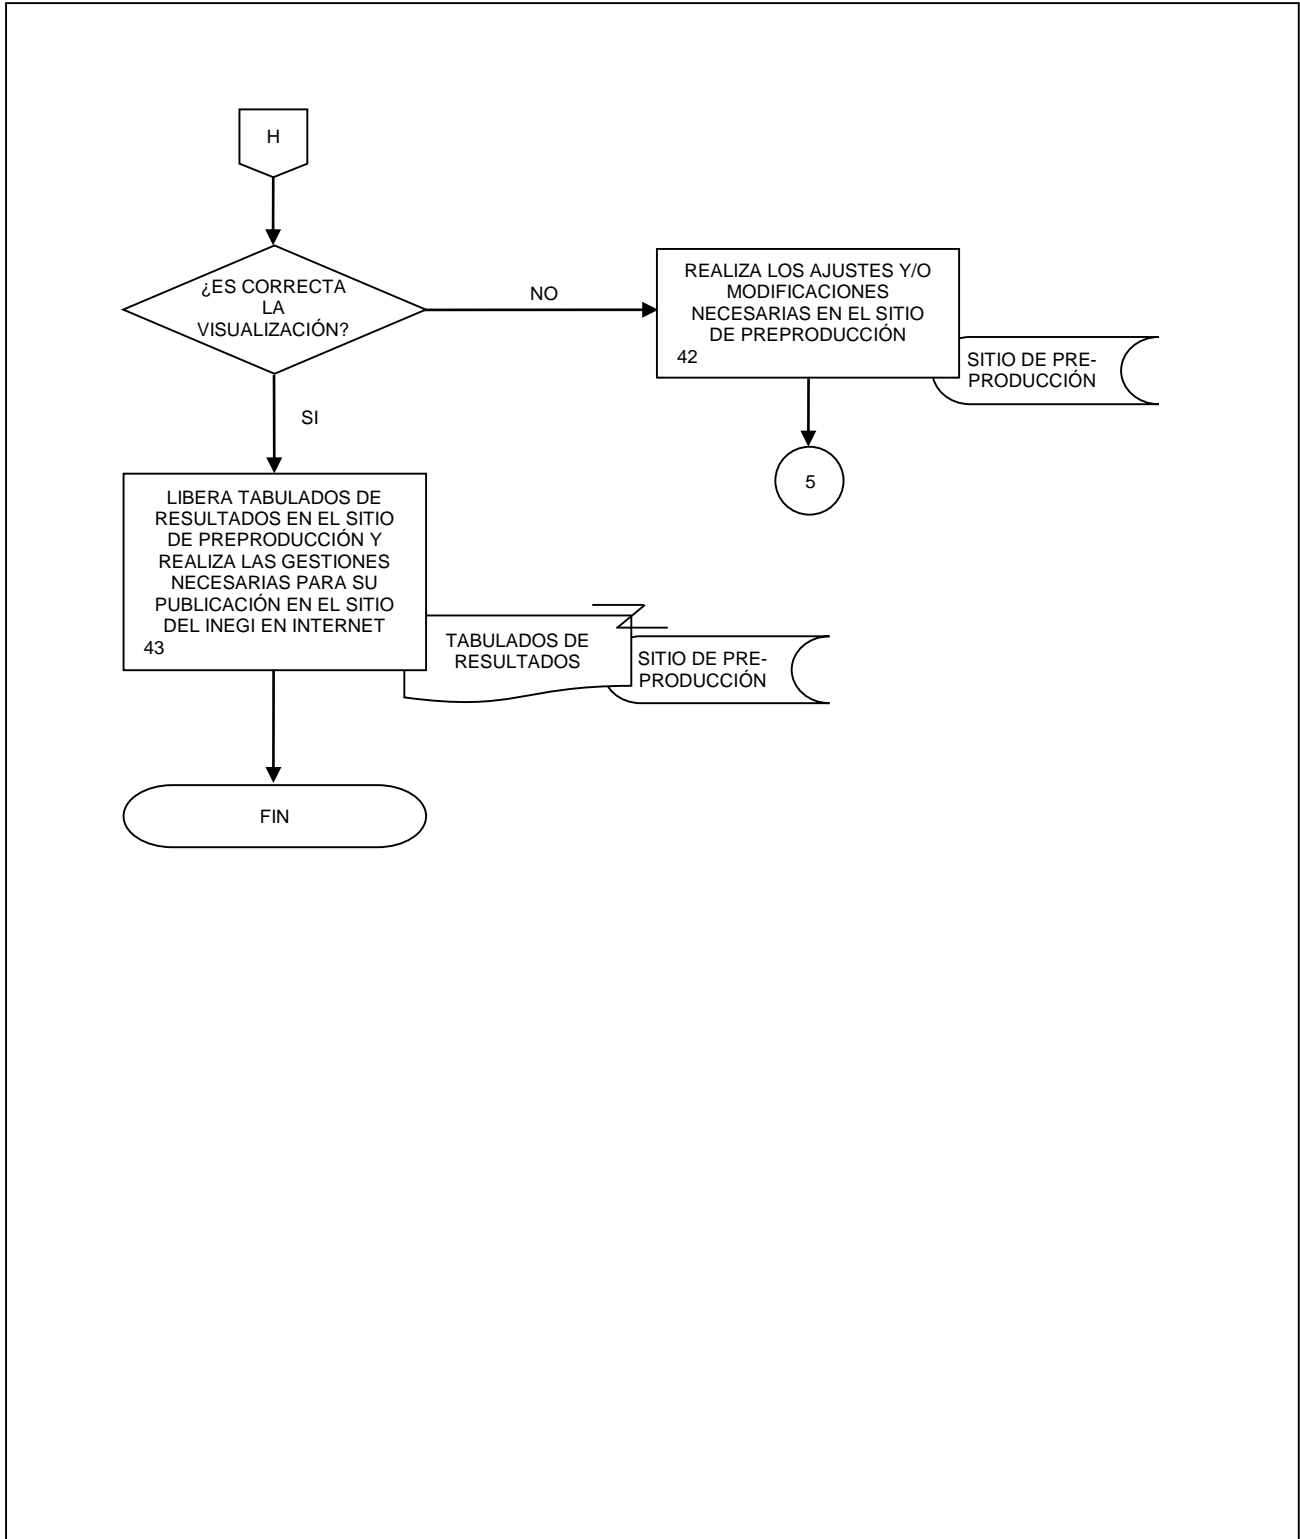 H
¿ES CORRECTA
LA
VISUALIZACIÓN?
NO
REALIZA LOS AJUSTES Y/O
MODIFICACIONES
NECESARIAS EN EL SITIO
DE PREPRODUCCIÓN
42
SITIO DE PRE-
PRODUCCIÓN
SI
5
LIBERA TABULADOS DE
RESULTADOS EN EL SITIO
DE PREPRODUCCIÓN Y
REALIZA LAS GESTIONES
NECESARIAS PARA SU
PUBLICACIÓN EN EL SITIO
DEL INEGI EN INTERNET
43
TABULADOS DE
RESULTADOS
SITIO DE PRE-
PRODUCCIÓN
FIN